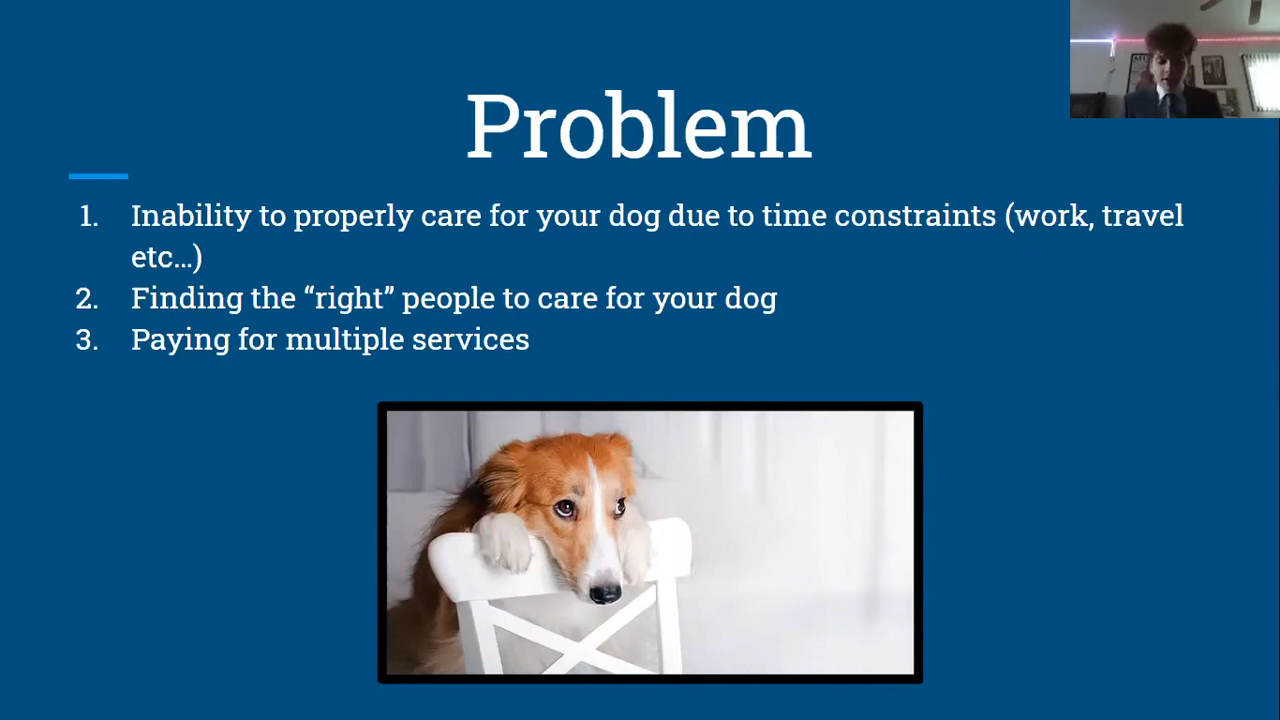 Problem
1. Inability to properly care for your dog due to time constraints (work, travel
etc...)
2. Finding the “right” people to care for your dog
3. Paying for multiple services